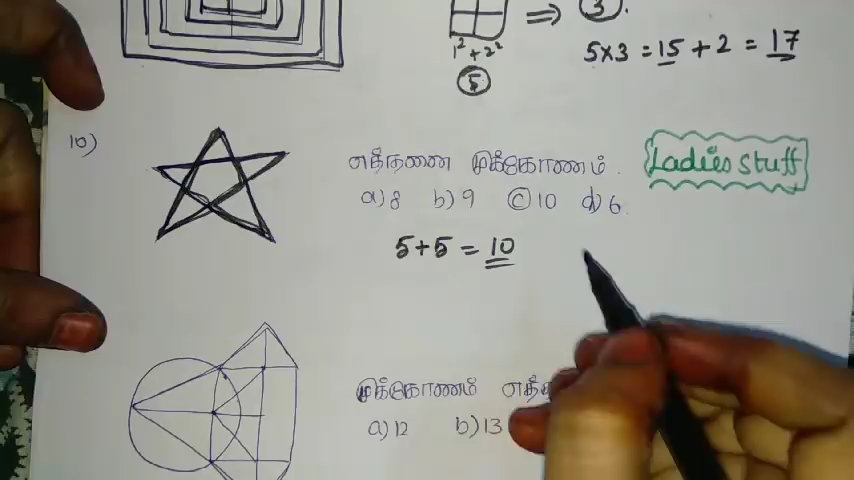 1² + 2²
⑤
⇒ ③.
5×3 = 15 + 2 = 17
10)
எத்தனை முக்கோணம்.
a) 8 b) 9 ⓒ 10 d) 6.
Ladies stuff
5+5 = 10
முக்கோணம்
a) 12 b) 13